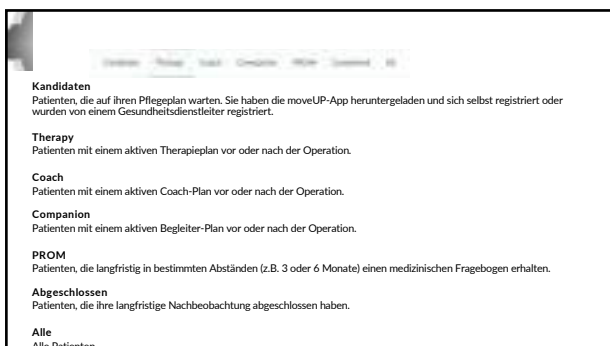 Kandidaten
Patienten, die auf ihren Pflegeplan warten. Sie haben die moveUP-App heruntergeladen und sich selbst registriert oder
wurden von einem Gesundheitsdienstleiter registriert.
Therapy
Patienten mit einem aktiven Therapieplan vor oder nach der Operation.
Coach
Patienten mit einem aktiven Coach-Plan vor oder nach der Operation.
Companion
Patienten mit einem aktiven Begleiter-Plan vor oder nach der Operation.
PROM
Patienten, die langfristig in bestimmten Abständen (z.B. 3 oder 6 Monate) einen medizinischen Fragebogen erhalten.
Abgeschlossen
Patienten, die ihre langfristige Nachbeobachtung abgeschlossen haben.
Alle
Alle Patienten